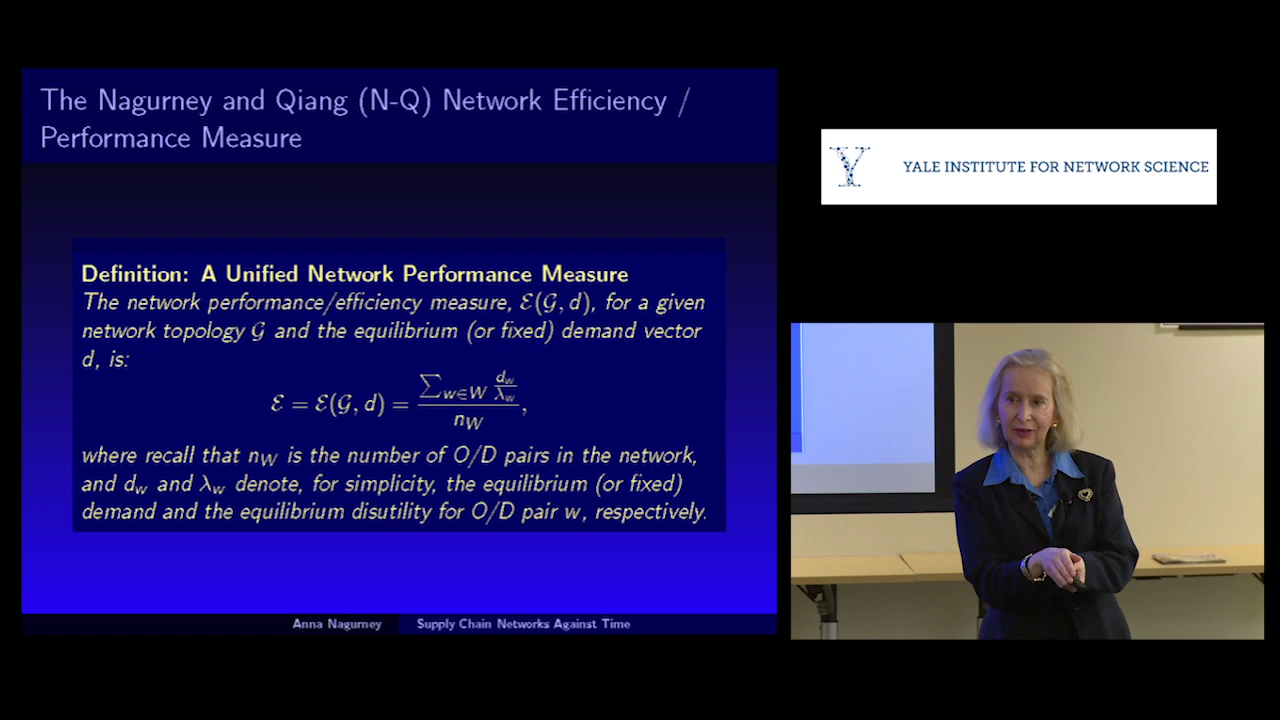 The Nagurney and Qiang (N-Q) Network Efficiency /
Performance Measure
Definition: A Unified Network Performance Measure
The network performance/efficiency measure, ℰ(𝒢, d), for a given
network topology 𝒢 and the equilibrium (or fixed) demand vector
d, is:
ℰ = ℰ(𝒢, d) = \frac{\sum_{w∈W} \frac{d_w}{λ_w}}{n_W},
where recall that n_W is the number of O/D pairs in the network,
and d_w and λ_w denote, for simplicity, the equilibrium (or fixed)
demand and the equilibrium disutility for O/D pair w, respectively.
Anna Nagurney Supply Chain Networks Against Time
Y YALE INSTITUTE FOR NETWORK SCIENCE